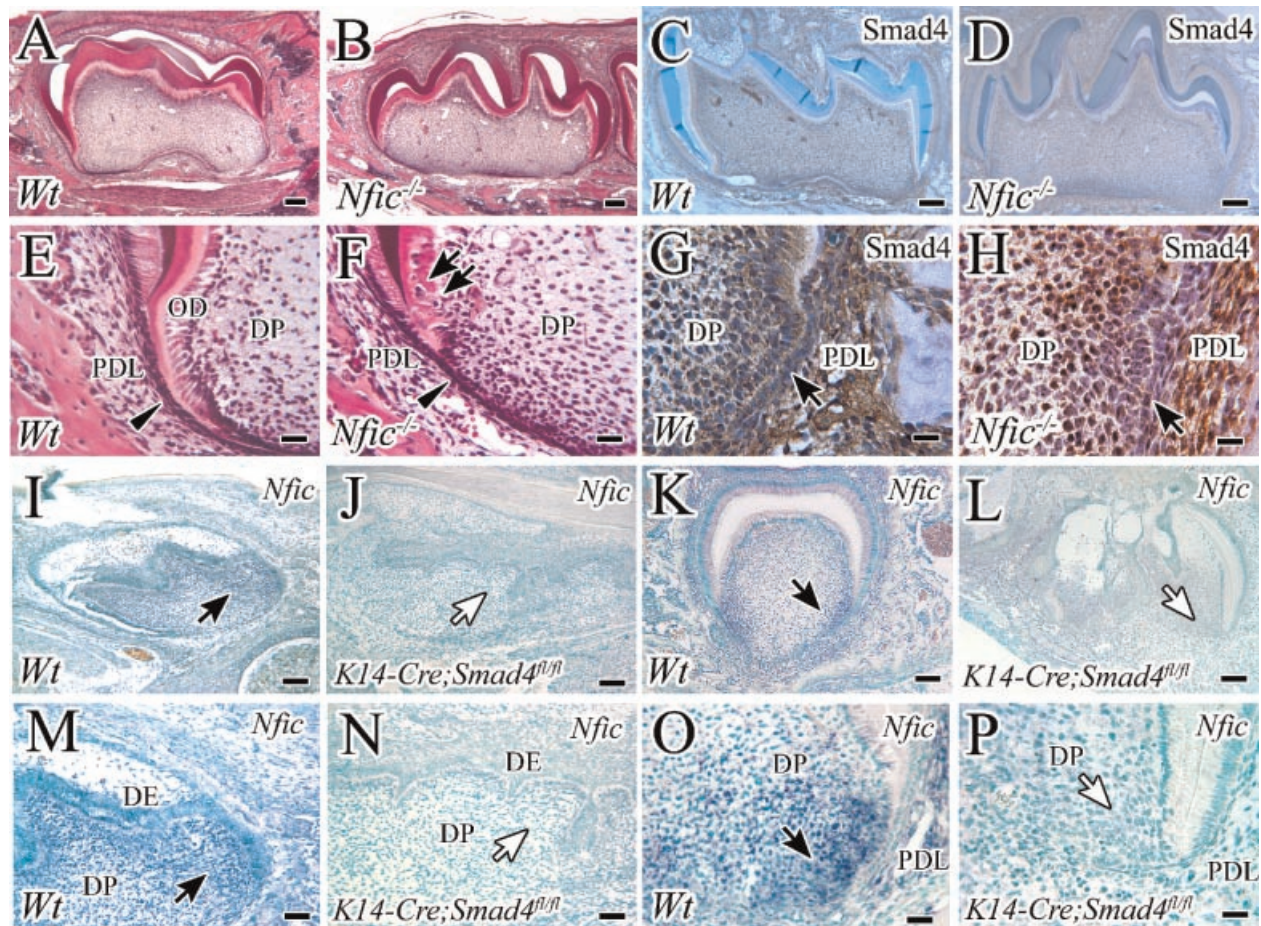 A
Wt
B
Nfic-/-
C
Smad4
Wt
D
Smad4
Nfic-/-
E
OD
DP
PDL
Wt
F
DP
PDL
Nfic-/-
G
Smad4
DP
PDL
Wt
H
Smad4
DP
PDL
Nfic-/-
I
Nfic
Wt
J
Nfic
K14-Cre;Smad4fl/fl
K
Nfic
Wt
L
Nfic
K14-Cre;Smad4fl/fl
M
Nfic
DE
DP
Wt
N
Nfic
DE
DP
K14-Cre;Smad4fl/fl
O
Nfic
DP
PDL
Wt
P
Nfic
DP
PDL
K14-Cre;Smad4fl/fl